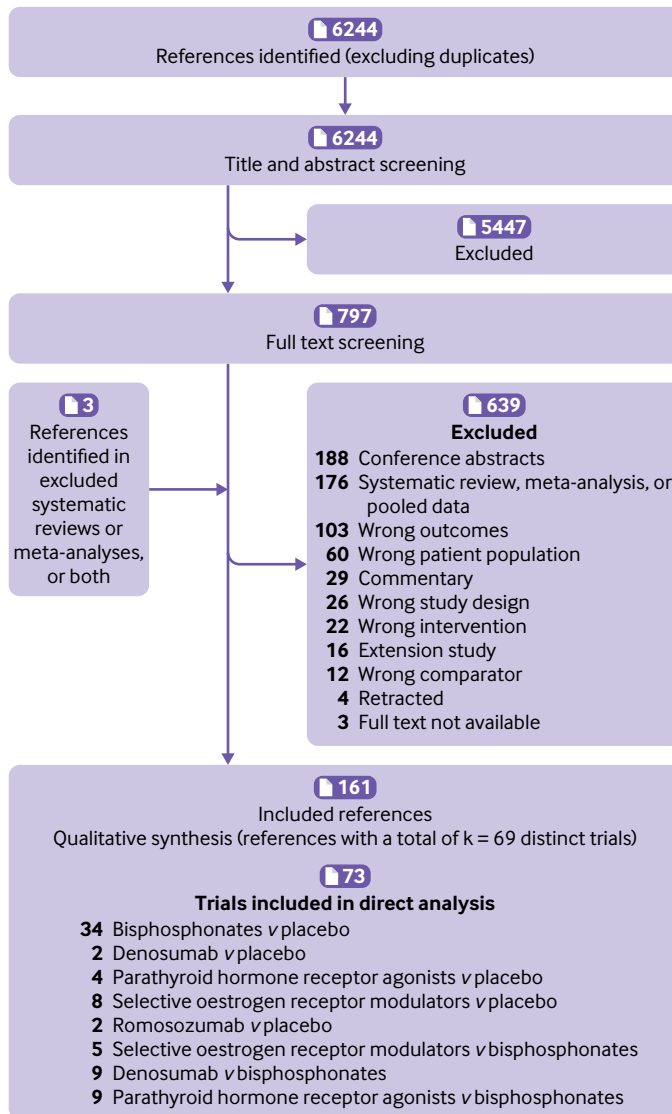 6244
References identified (excluding duplicates)
6244
Title and abstract screening
5447
Excluded
797
Full text screening
3
References
identified in
excluded
systematic
reviews or
meta-analyses,
or both
639
Excluded
188 Conference abstracts
176 Systematic review, meta-analysis, or
pooled data
103 Wrong outcomes
60 Wrong patient population
29 Commentary
26 Wrong study design
22 Wrong intervention
16 Extension study
12 Wrong comparator
4 Retracted
3 Full text not available
161
Included references
Qualitative synthesis (references with a total of k = 69 distinct trials)
73
Trials included in direct analysis
34 Bisphosphonates v placebo
2 Denosumab v placebo
4 Parathyroid hormone receptor agonists v placebo
8 Selective oestrogen receptor modulators v placebo
2 Romosozumab v placebo
5 Selective oestrogen receptor modulators v bisphosphonates
9 Denosumab v bisphosphonates
9 Parathyroid hormone receptor agonists v bisphosphonates